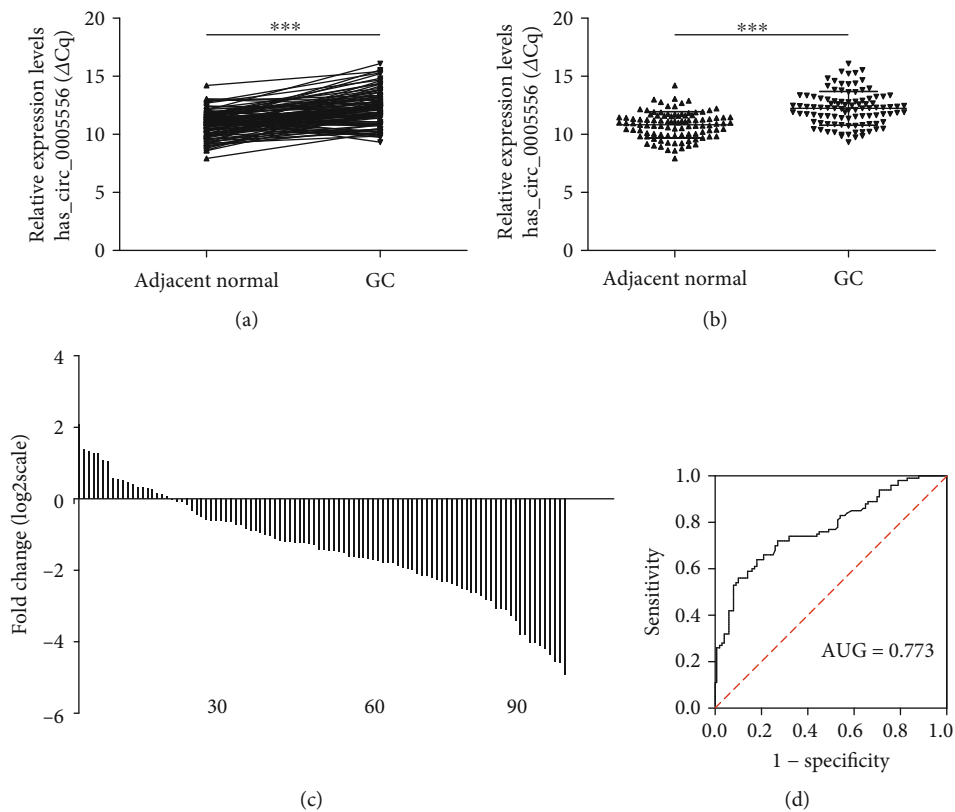 20
15
10
5
0
Relative expression levels
has_circ_0005556 (ΔCq)
***
Adjacent normal
GC
(a)
20
15
10
5
0
Relative expression levels
has_circ_0005556 (ΔCq)
***
Adjacent normal
GC
(b)
4
2
0
−2
−4
−6
Fold change (log2scale)
30
60
90
(c)
1.0
0.8
0.6
0.4
0.2
0.0
Sensitivity
AUG = 0.773
0.0
0.2
0.4
0.6
0.8
1.0
1 − specificity
(d)